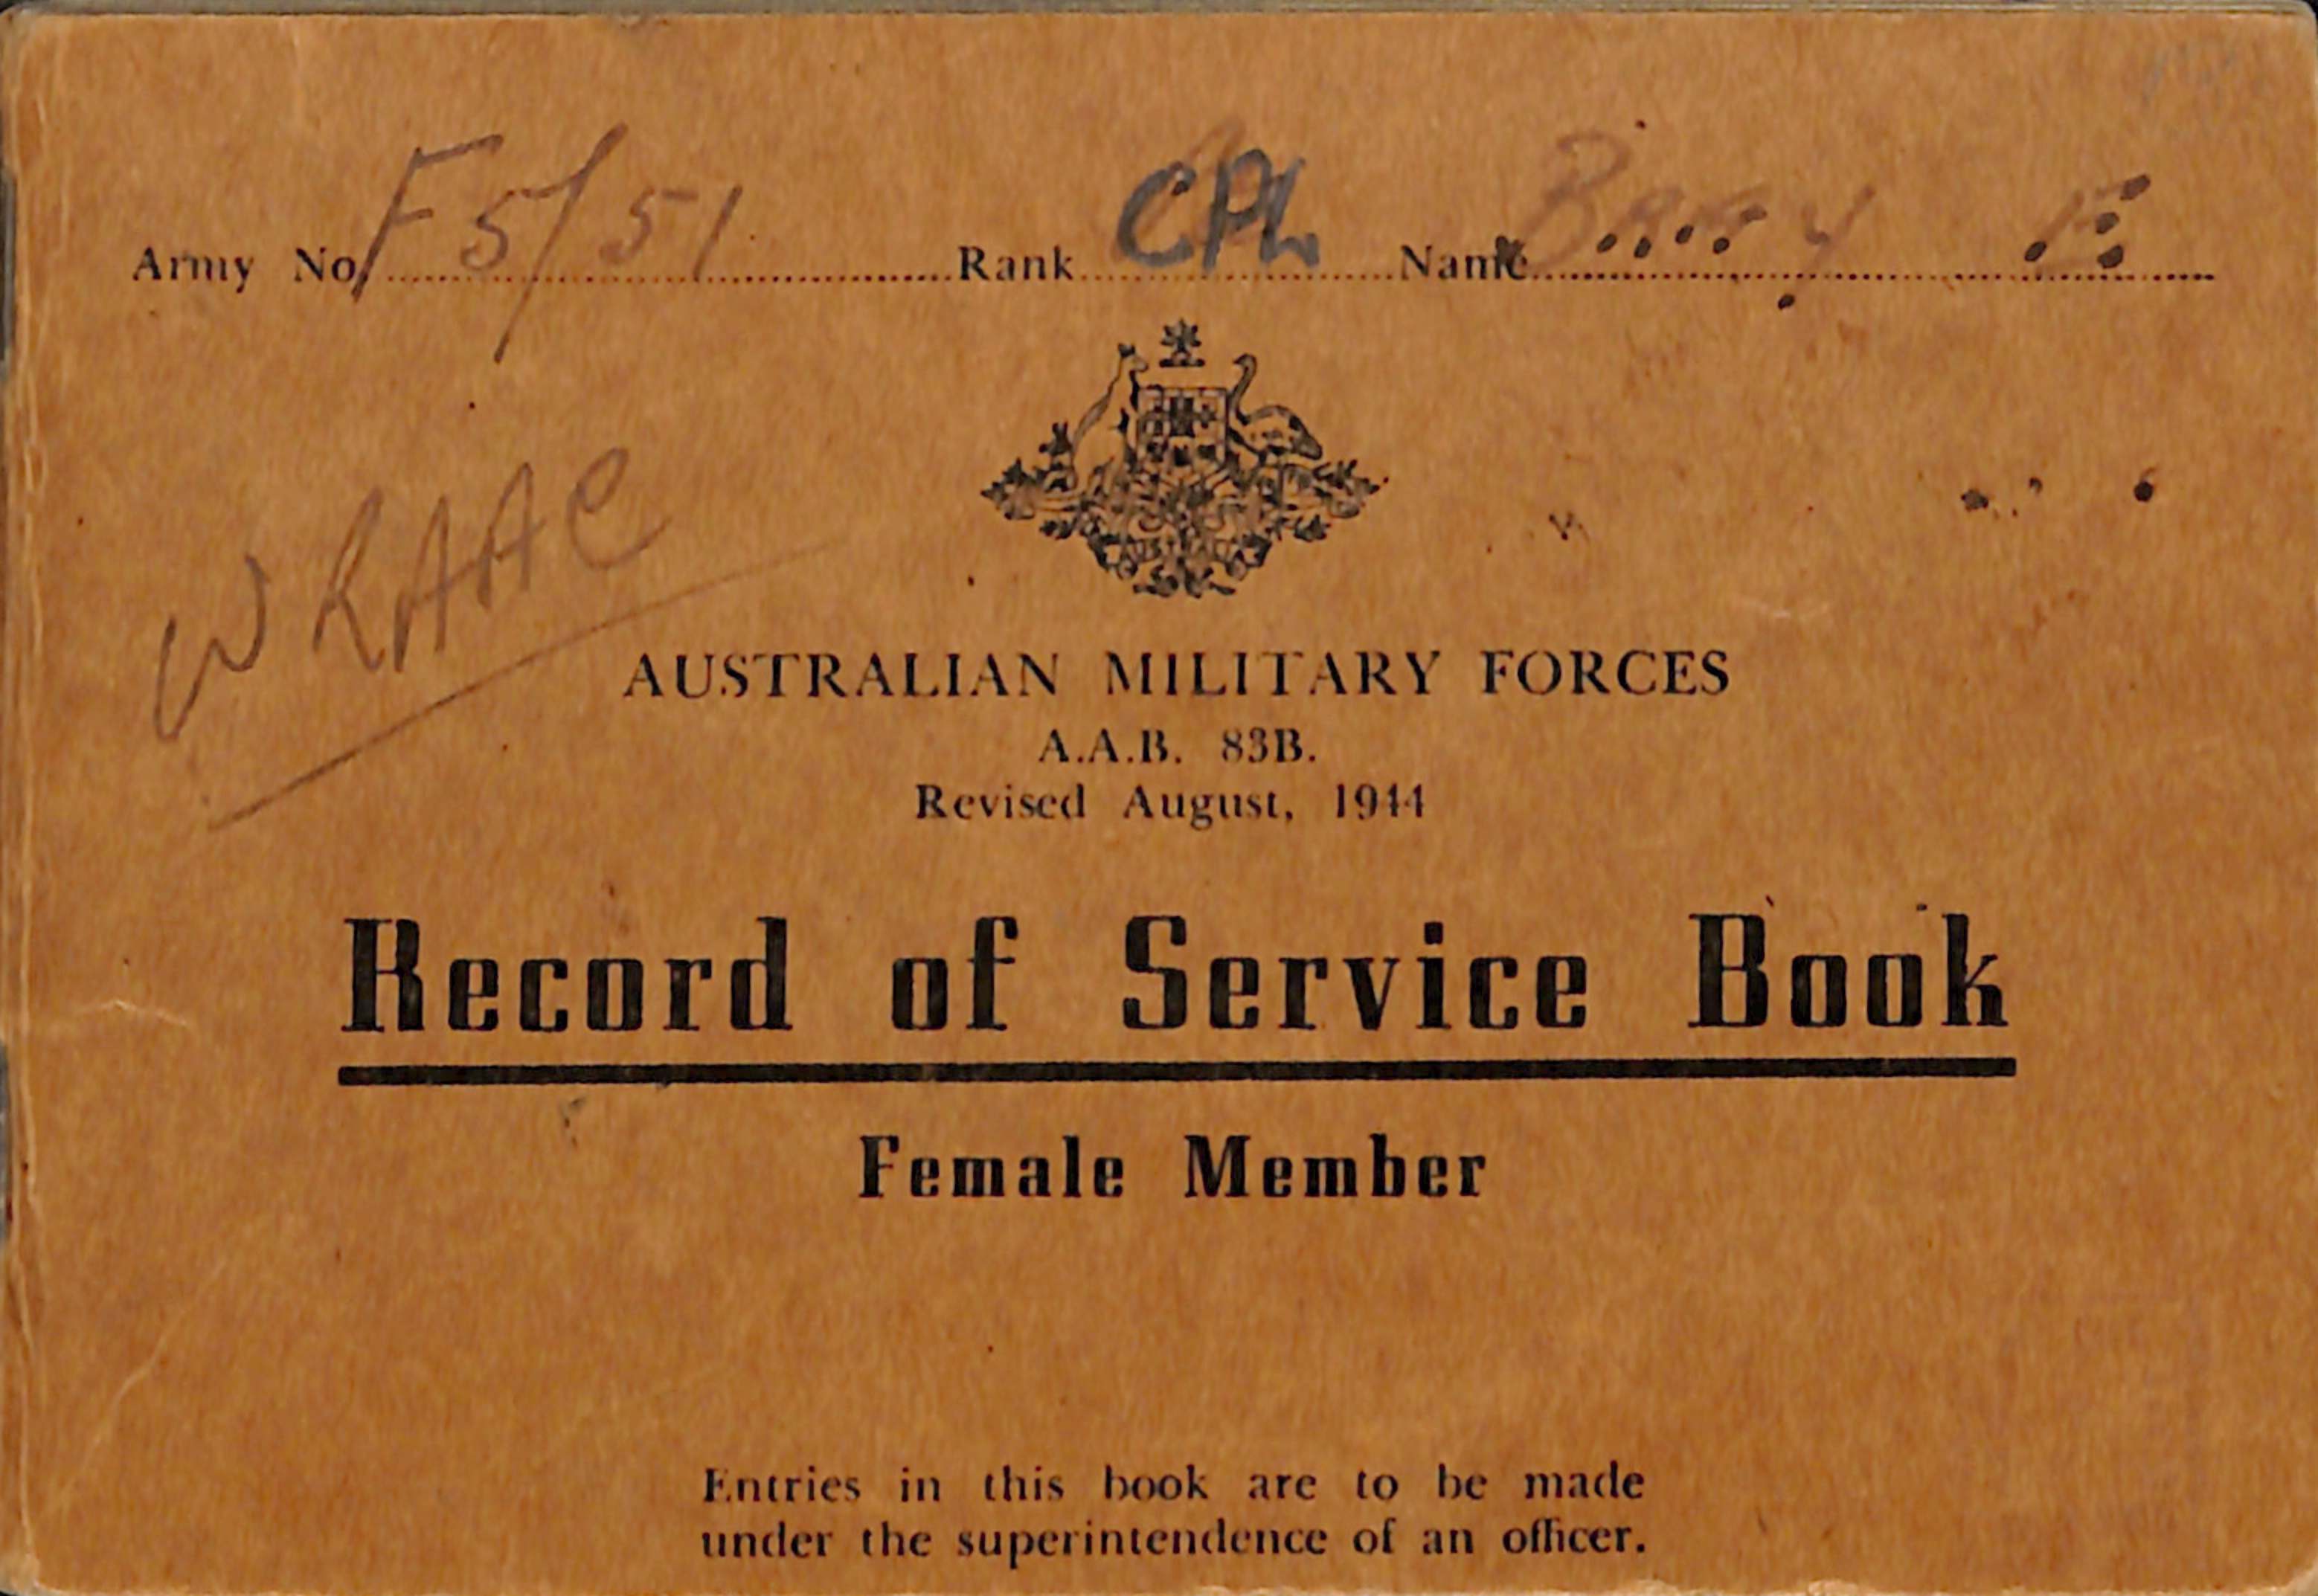 Army No. F5/51 Rank CPL Name E
WRAAC
AUSTRALIAN MILITARY FORCES
A.A.B. 83B.
Revised August, 1944
Record of Service Book
Female Member
Entries in this book are to be made
under the superintendence of an officer.